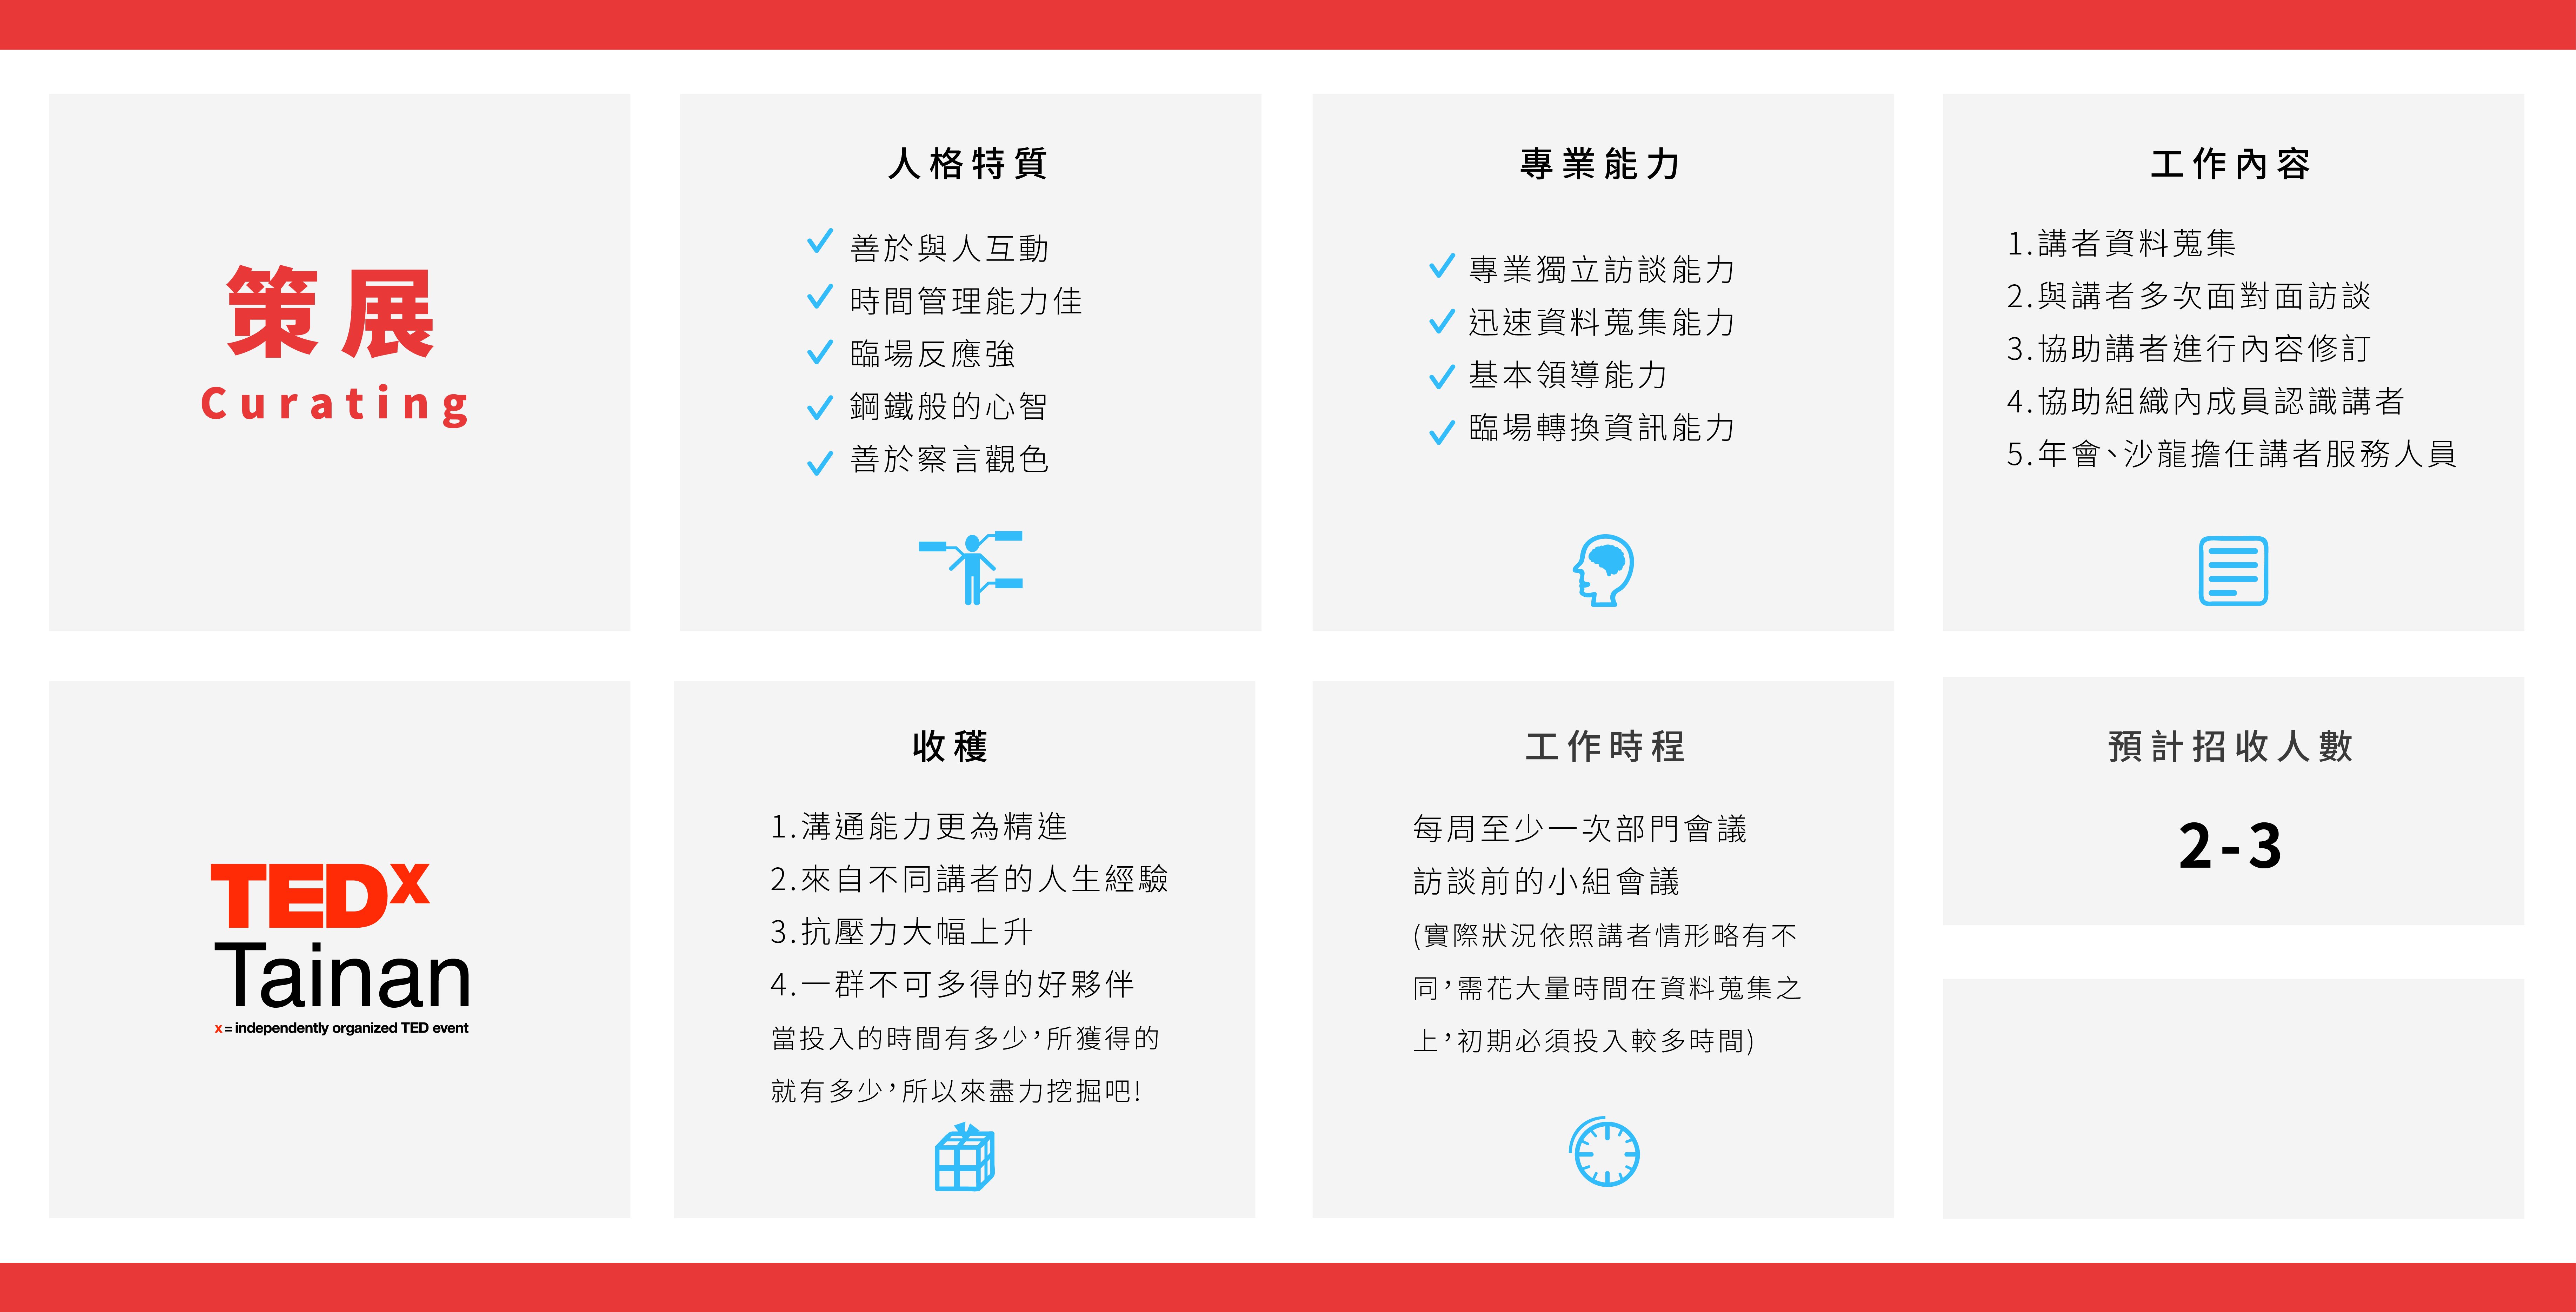 策展
Curating
人格特質
善於與人互動
時間管理能力佳
臨場反應強
鋼鐵般的心智
善於察言觀色
專業能力
專業獨立訪談能力
迅速資料蒐集能力
基本領導能力
臨場轉換資訊能力
工作內容
1.講者資料蒐集
2.與講者多次面對面訪談
3.協助講者進行內容修訂
4.協助組織內成員認識講者
5.年會、沙龍擔任講者服務人員
TEDx
Tainan
x = independently organized TED event
收穫
1.溝通能力更為精進
2.來自不同講者的人生經驗
3.抗壓力大幅上升
4.一群不可多得的好夥伴
當投入的時間有多少，所獲得的
就有多少，所以來盡力挖掘吧!
工作時程
每周至少一次部門會議
訪談前的小組會議
(實際狀況依照講者情形略有不
同，需花大量時間在資料蒐集之
上，初期必須投入較多時間)
預計招收人數
2-3